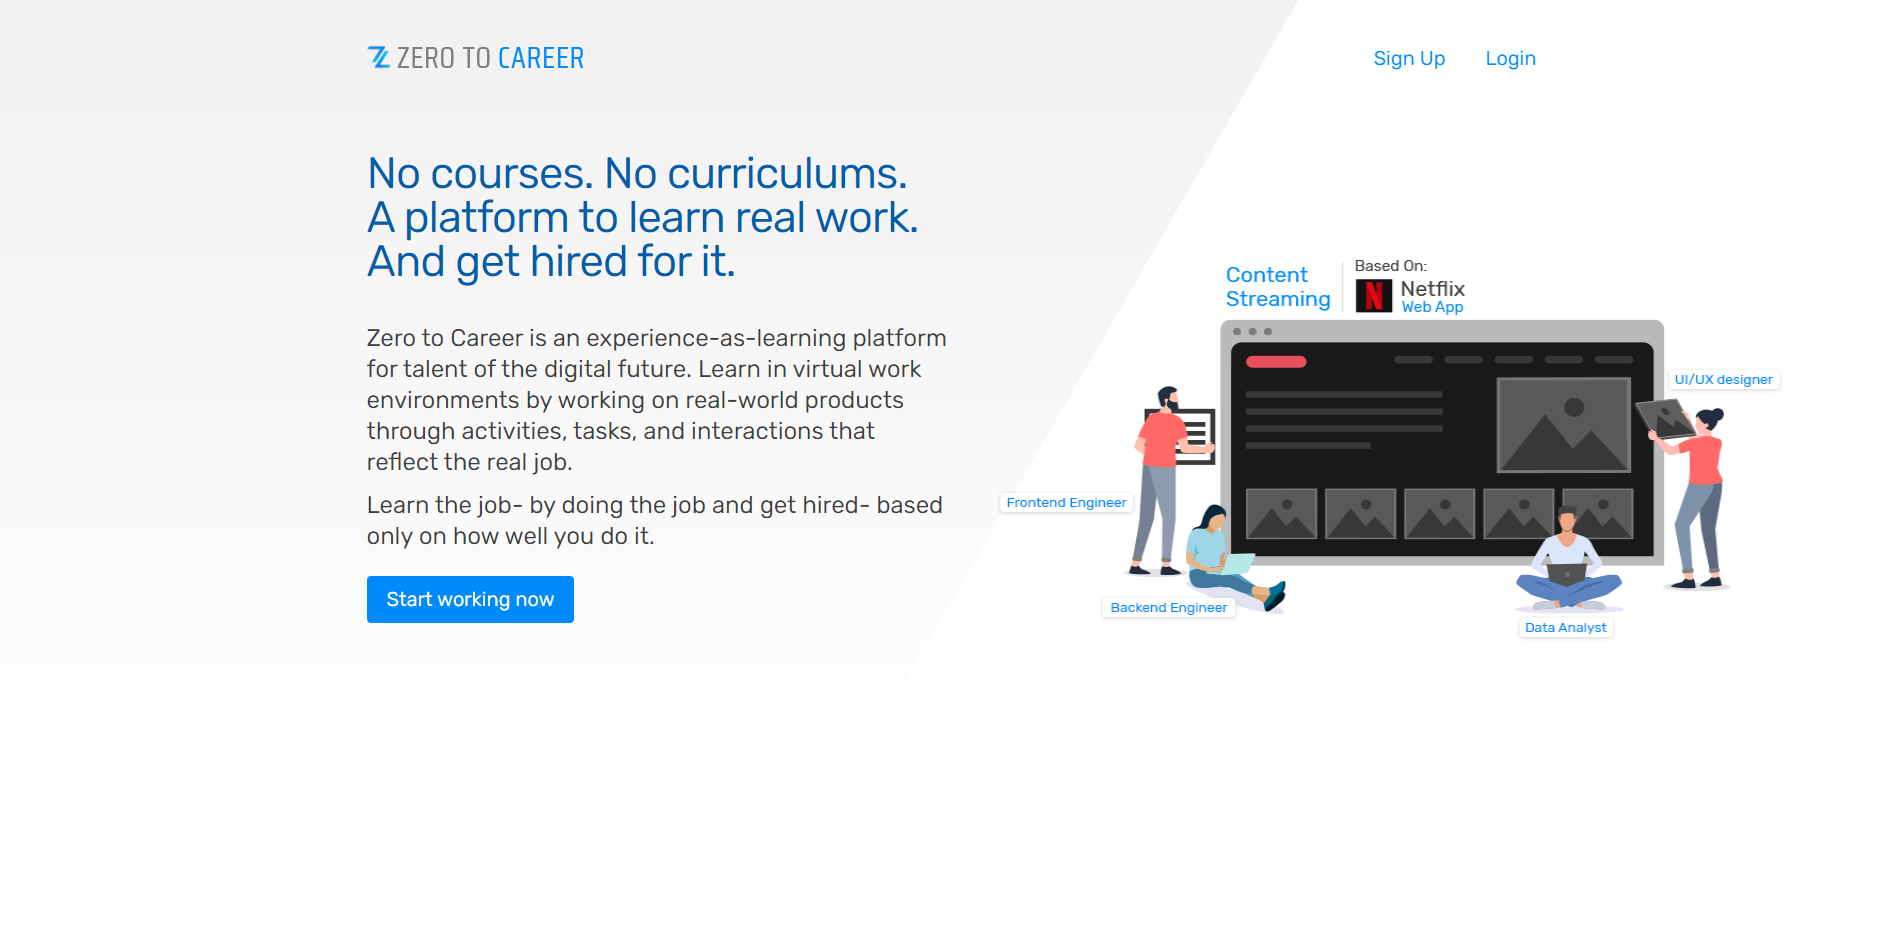 ZERO TO CAREER
Sign Up
Login
No courses. No curriculums.
A platform to learn real work.
And get hired for it.
Zero to Career is an experience-as-learning platform
for talent of the digital future. Learn in virtual work
environments by working on real-world products
through activities, tasks, and interactions that
reflect the real job.
Learn the job- by doing the job and get hired- based
only on how well you do it.
Start working now
Content
Streaming
Based On:
N
Netflix
Web App
UI/UX designer
Frontend Engineer
Backend Engineer
Data Analyst